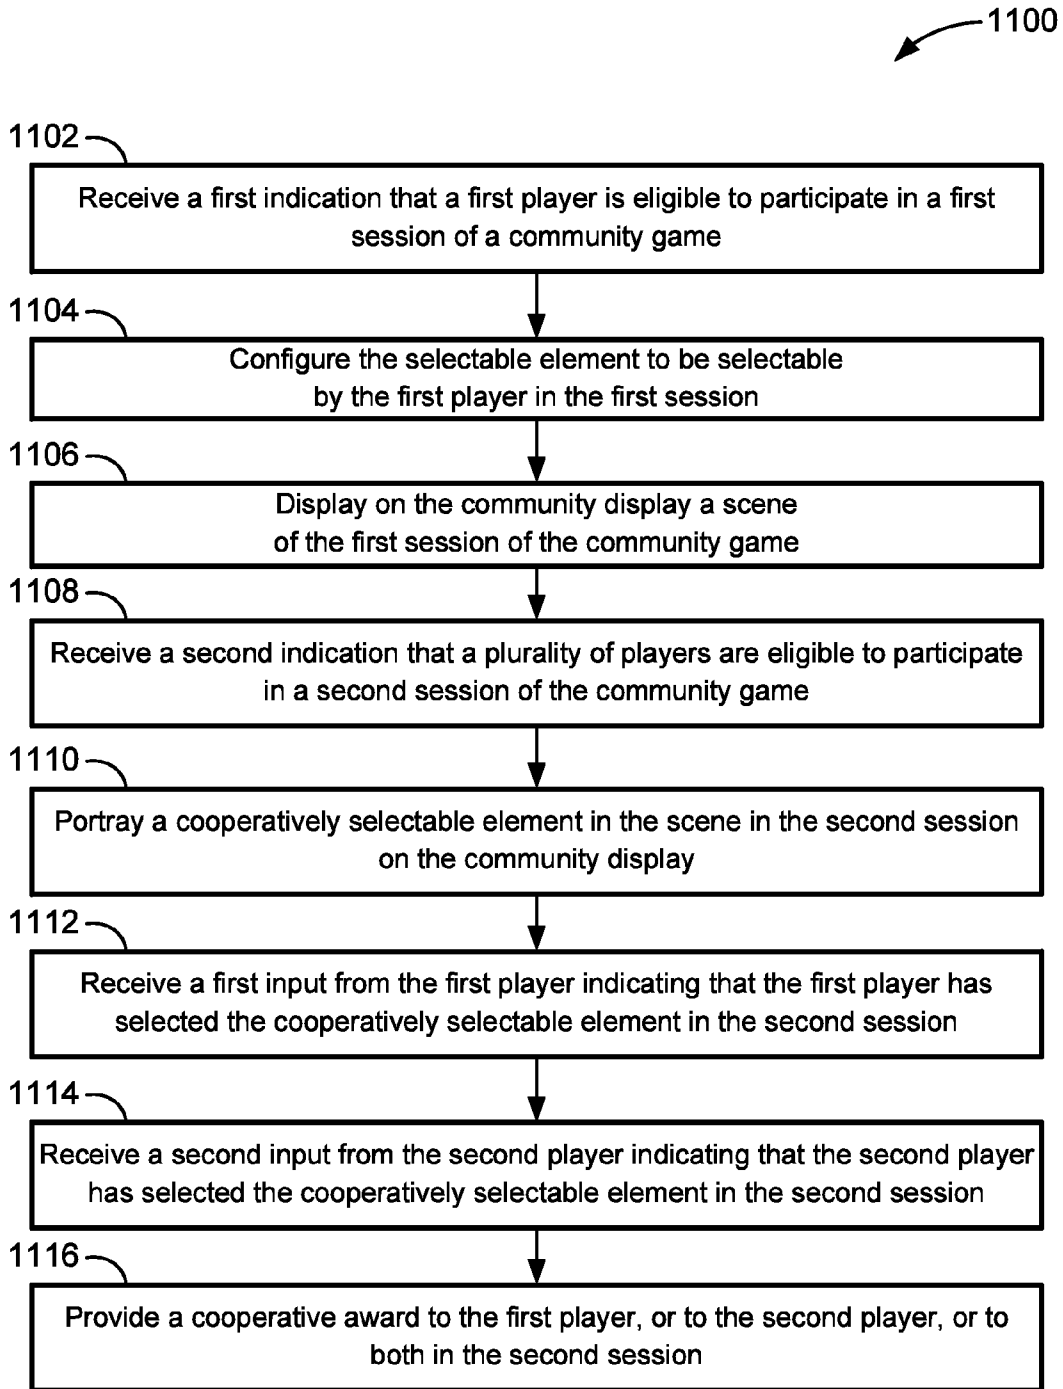 1100
1102
Receive a first indication that a first player is eligible to participate in a first
session of a community game
1104
Configure the selectable element to be selectable
by the first player in the first session
1106
Display on the community display a scene
of the first session of the community game
1108
Receive a second indication that a plurality of players are eligible to participate
in a second session of the community game
1110
Portray a cooperatively selectable element in the scene in the second session
on the community display
1112
Receive a first input from the first player indicating that the first player has
selected the cooperatively selectable element in the second session
1114
Receive a second input from the second player indicating that the second player
has selected the cooperatively selectable element in the second session
1116
Provide a cooperative award to the first player, or to the second player, or to
both in the second session